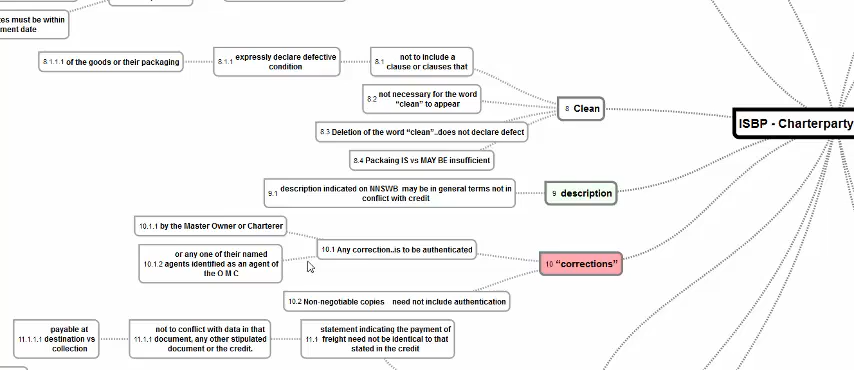 tes must be within
ment date
8.1.1.1 of the goods or their packaging
8.1.1 expressly declare defective
condition
8.1 not to include a
clause or clauses that
8.2 not necessary for the word
"clean" to appear
8.3 Deletion of the word "clean"..does not declare defect
8.4 Packaing IS vs MAY BE insufficient
8 Clean
ISBP - Charterparty
9.1 description indicated on NNSWB may be in general terms not in
conflict with credit
9 description
10.1.1 by the Master Owner or Charterer
10.1.2 or any one of their named
agents identified as an agent of
the O M C
10.1 Any correction..is to be authenticated
10.2 Non-negotiable copies need not include authentication
10 "corrections"
11.1.1.1 payable at
destination vs
collection
11.1.1 not to conflict with data in that
document, any other stipulated
document or the credit.
11.1 statement indicating the payment of
freight need not be identical to that
stated in the credit